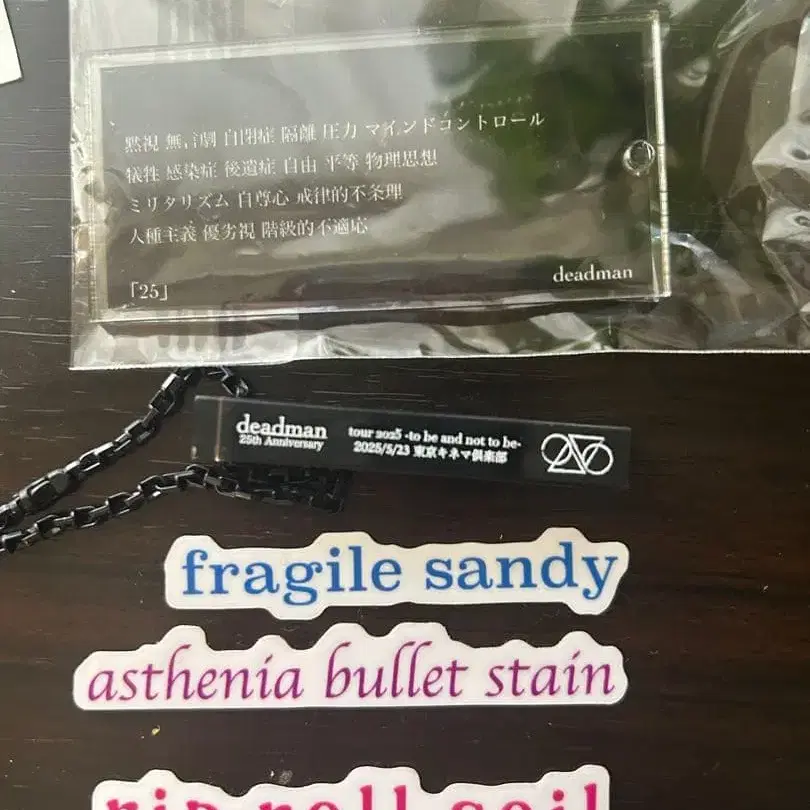 黙視 無言劇 自閉症 隔離 圧力 マインドコントロール
犠牲 感染症 後遺症 自由 平等 物理思想
ミリタリズム 自尊心 戒律的不条理
人種主義 優劣視 階級的不適応
「25」
deadman
deadman
25th Anniversary
tour 2025 -to be and not to be-
2025/5/23 東京キネマ倶楽部
fragile sandy
asthenia bullet stain